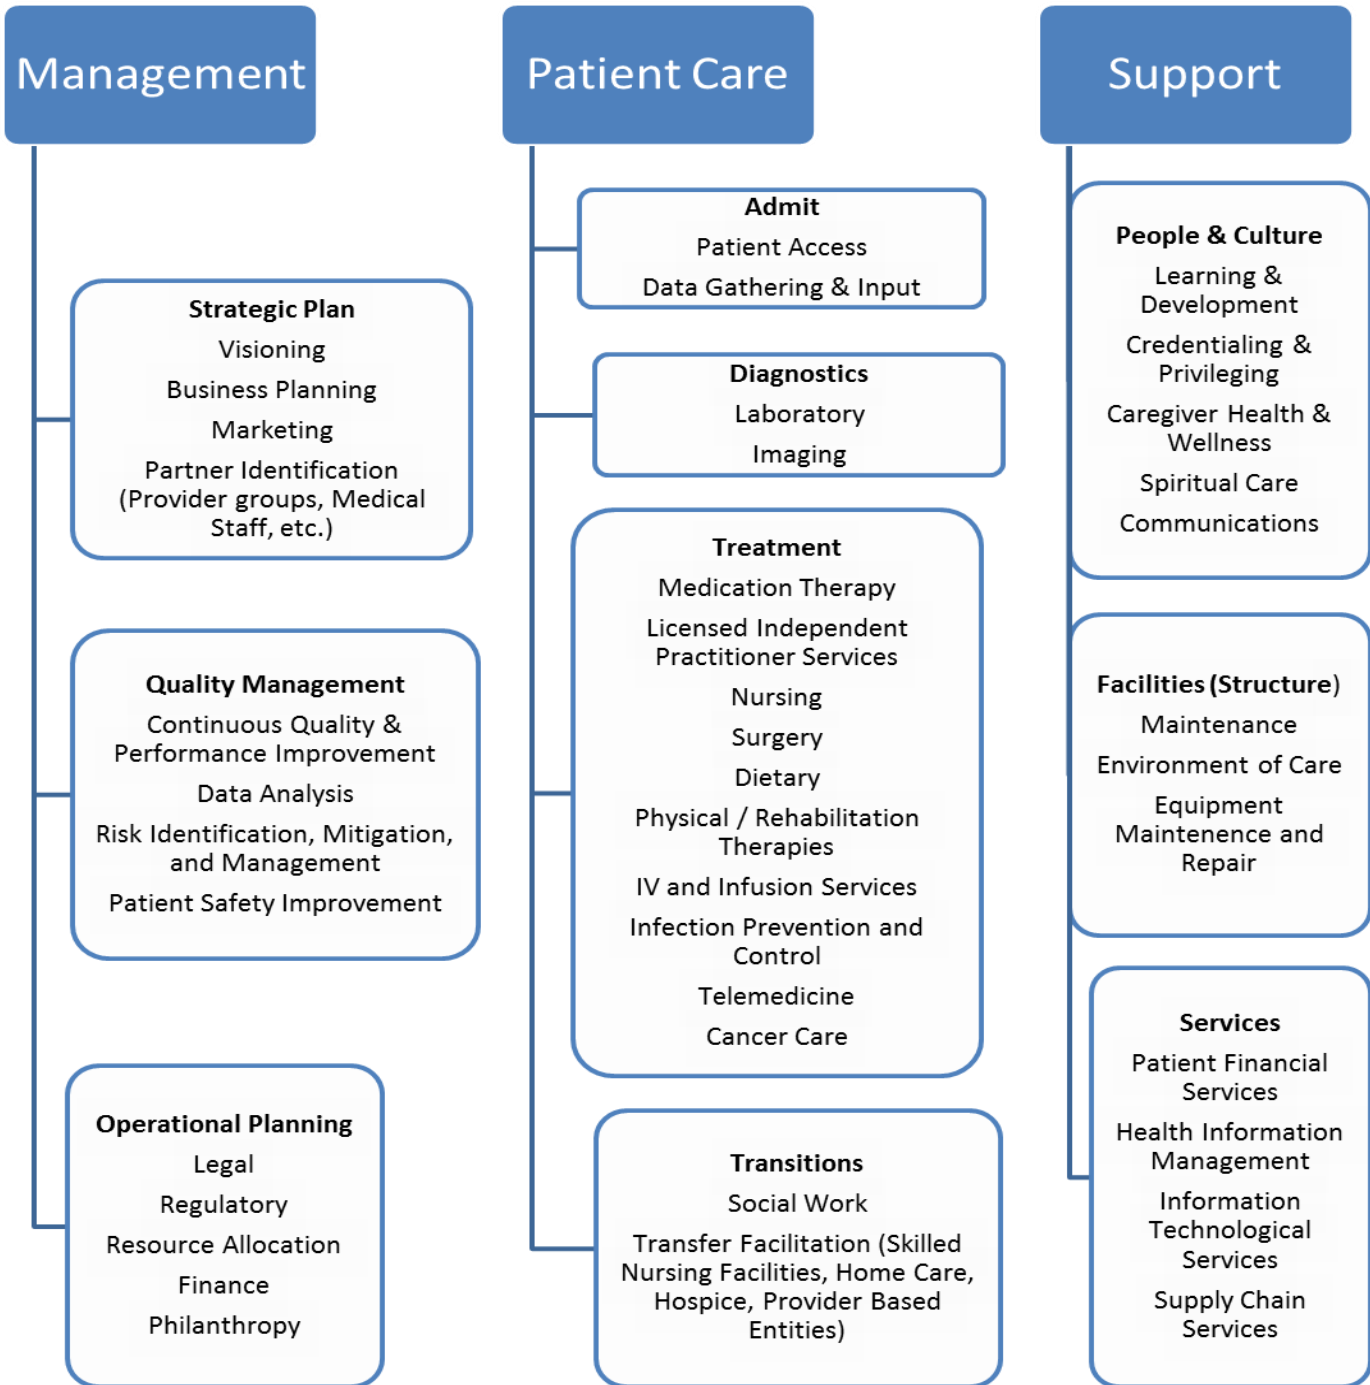 Management
Strategic Plan
Visioning
Business Planning
Marketing
Partner Identification
(Provider groups, Medical
Staff, etc.)
Quality Management
Continuous Quality &
Performance Improvement
Data Analysis
Risk Identification, Mitigation,
and Management
Patient Safety Improvement
Operational Planning
Legal
Regulatory
Resource Allocation
Finance
Philanthropy
Patient Care
Admit
Patient Access
Data Gathering & Input
Diagnostics
Laboratory
Imaging
Treatment
Medication Therapy
Licensed Independent
Practitioner Services
Nursing
Surgery
Dietary
Physical / Rehabilitation
Therapies
IV and Infusion Services
Infection Prevention and
Control
Telemedicine
Cancer Care
Transitions
Social Work
Transfer Facilitation (Skilled
Nursing Facilities, Home Care,
Hospice, Provider Based
Entities)
Support
People & Culture
Learning &
Development
Credentialing &
Privileging
Caregiver Health &
Wellness
Spiritual Care
Communications
Facilities (Structure)
Maintenance
Environment of Care
Equipment
Maintenence and
Repair
Services
Patient Financial
Services
Health Information
Management
Information
Technological
Services
Supply Chain
Services